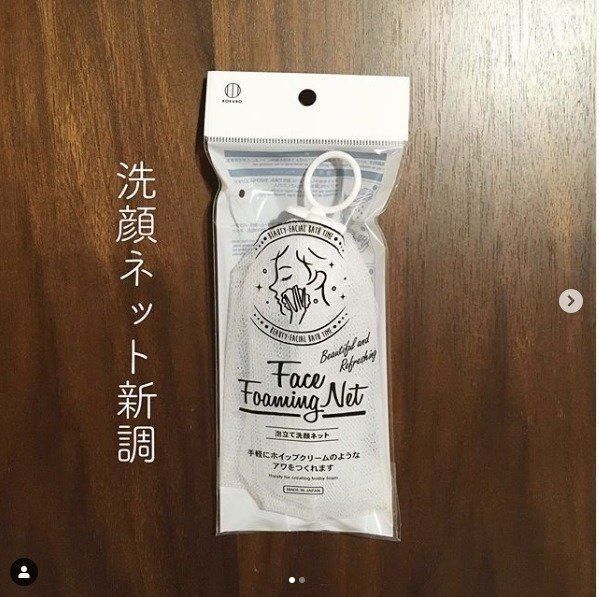 KOKUBO
洗顔ネット新調
BEAUTY-FACIAL BATH TIME
BEAUTY-FACIAL BATH TIME
Beautiful and
Refreshing
Face
Foaming Net
泡立て洗顔ネット
手軽にホイップクリームのような
アワをつくれます
Handy for creating frothy foam
MADE IN JAPAN